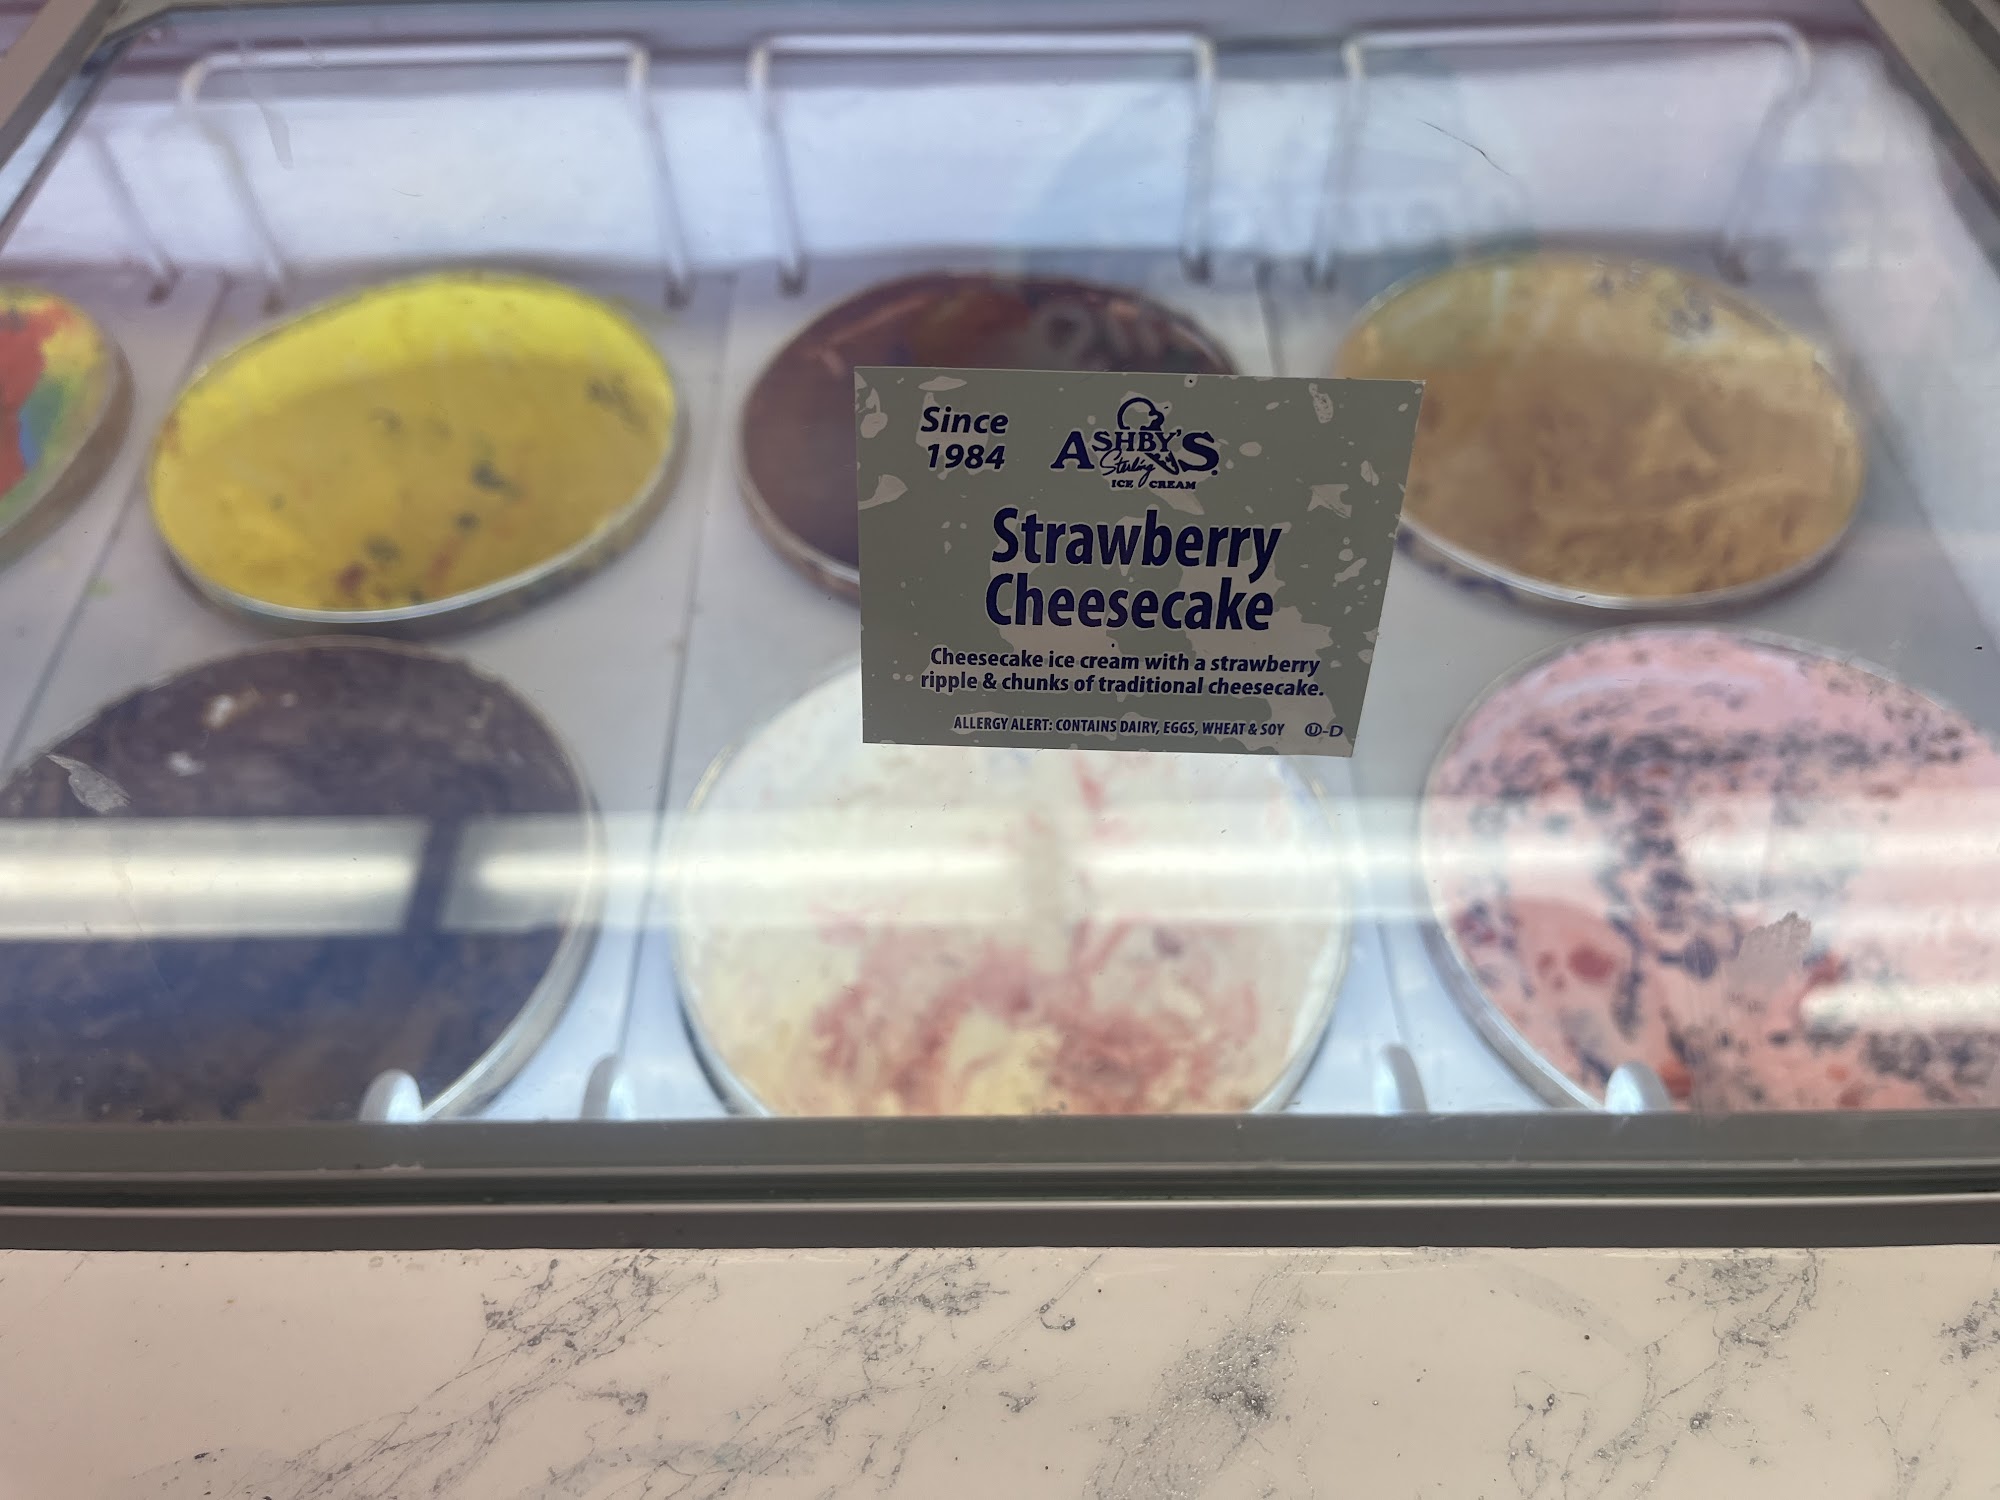 Since
1984
ASHBY'S
Sterling
ICE CREAM
Strawberry
Cheesecake
Cheesecake ice cream with a strawberry
ripple & chunks of traditional cheesecake.
ALLERGY ALERT: CONTAINS DAIRY, EGGS, WHEAT & SOY Ⓤ-D